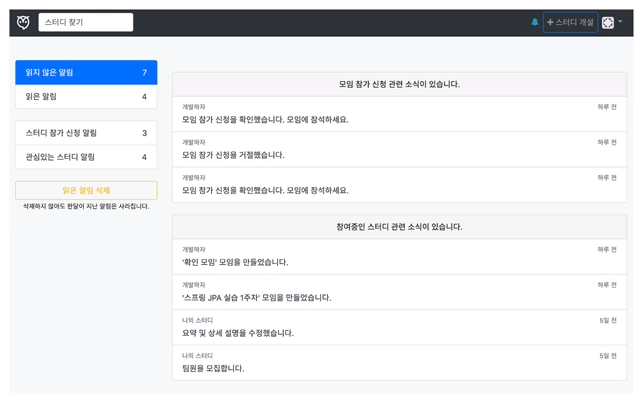 스터디 찾기
스터디 개설
읽지 않은 알림 7
읽은 알림 4
스터디 참가 신청 알림 3
관심있는 스터디 알림 4
읽은 알림 삭제
삭제하지 않아도 한달이 지난 알림은 사라집니다.
모임 참가 신청 관련 소식이 있습니다.
개발하자 하루 전
모임 참가 신청을 확인했습니다. 모임에 참석하세요.
개발하자 하루 전
모임 참가 신청을 거절했습니다.
개발하자 하루 전
모임 참가 신청을 확인했습니다. 모임에 참석하세요.
참여중인 스터디 관련 소식이 있습니다.
개발하자 하루 전
'확인 모임' 모임을 만들었습니다.
개발하자 하루 전
'스프링 JPA 실습 1주차' 모임을 만들었습니다.
나의 스터디 5일 전
요약 및 상세 설명을 수정했습니다.
나의 스터디 5일 전
팀원을 모집합니다.